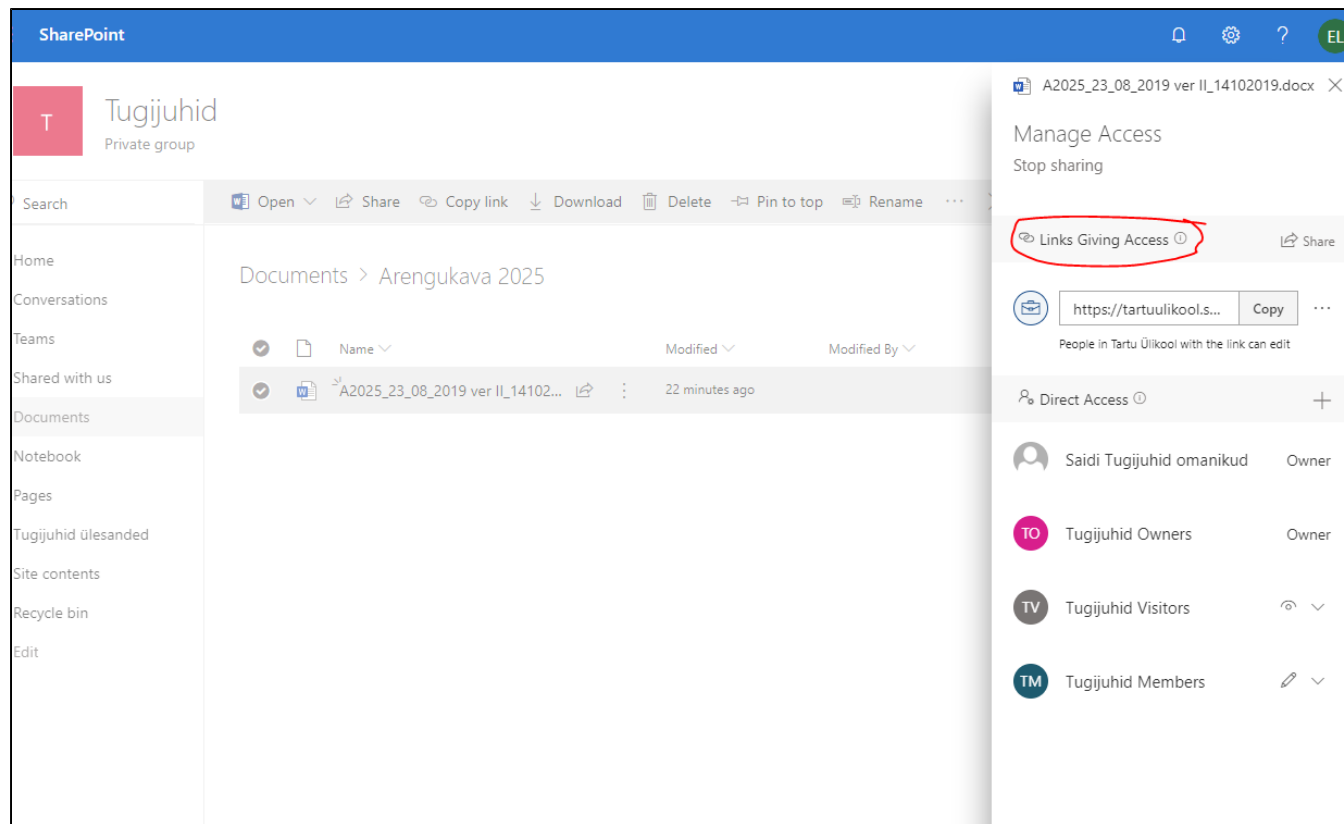 SharePoint
EL
T
Tugijuhid
Private group
Search
Open Share Copy link Download Delete Pin to top Rename ...
Home
Conversations
Teams
Shared with us
Documents
Notebook
Pages
Tugijuhid ülesanded
Site contents
Recycle bin
Edit
Documents > Arengukava 2025
Name Modified Modified By
A2025_23_08_2019 ver II_14102... 22 minutes ago
A2025_23_08_2019 ver II_14102019.docx
Manage Access
Stop sharing
Links Giving Access Share
https://tartuulikool.s... Copy ...
People in Tartu Ülikool with the link can edit
Direct Access
Saidi Tugijuhid omanikud Owner
TO Tugijuhid Owners Owner
TV Tugijuhid Visitors
TM Tugijuhid Members